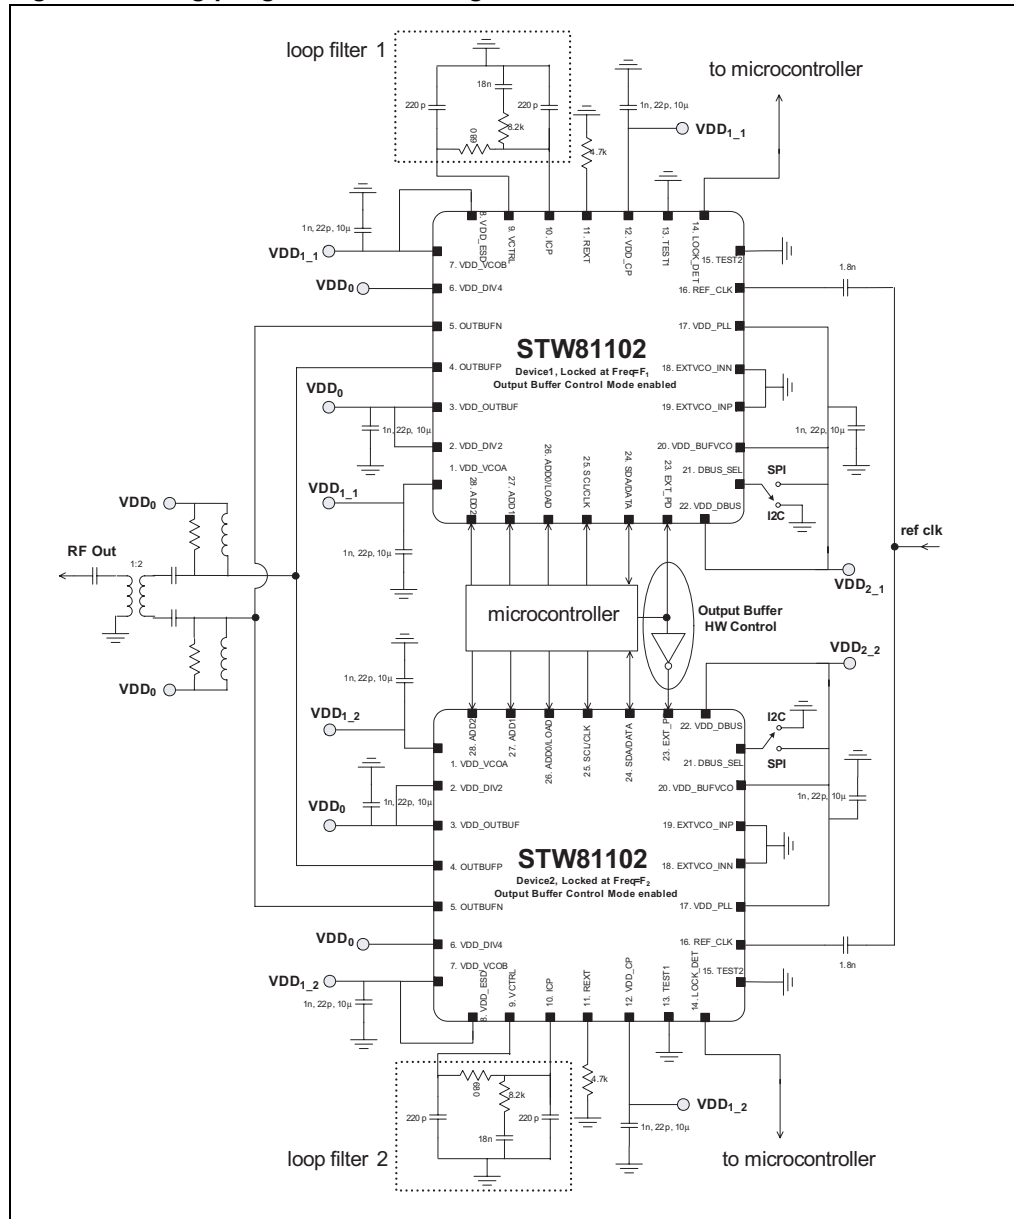 loop filter 1
to microcontroller
18n
220 p
220 p
8.2k
680
1n, 22p, 10µ
VDD1_1
4.7k
1n, 22p, 10µ
VDD1_1
VDD0
8. VDD_ESD
9. VCTRL
10. ICP
11. REXT
12. VDD_CP
13. TEST1
14. LOCK_DET
7. VDD_VCOB
15. TEST2
6. VDD_DIV4
16. REF_CLK
1.8n
5. OUTBUFN
17. VDD_PLL
STW81102
Device1, Locked at Freq=F1
Output Buffer Control Mode enabled
4. OUTBUFP
18. EXTVCO_INN
VDD0
3. VDD_OUTBUF
19. EXTVCO_INP
1n, 22p, 10µ
1n, 22p, 10µ
2. VDD_DIV2
20. VDD_BUFVCO
1. VDD_VCOA
21. DBUS_SEL
SPI
I2C
28. ADD2
27. ADD1
26. ADD0/LOAD
25. SCL/CLK
24. SDA/DATA
23. EXT_PD
22. VDD_DBUS
VDD1_1
VDD0
1n, 22p, 10µ
ref clk
RF Out
1:2
VDD2_1
microcontroller
Output Buffer
HW Control
VDD2_2
VDD0
1n, 22p, 10µ
VDD1_2
28. ADD2
27. ADD1
26. ADD0/LOAD
25. SCL/CLK
24. SDA/DATA
23. EXT_P
22. VDD_DBUS
I2C
SPI
1. VDD_VCOA
21. DBUS_SEL
2. VDD_DIV2
20. VDD_BUFVCO
1n, 22p, 10µ
1n, 22p, 10µ
VDD0
3. VDD_OUTBUF
19. EXTVCO_INP
STW81102
Device2, Locked at Freq=F2
Output Buffer Control Mode enabled
4. OUTBUFP
18. EXTVCO_INN
5. OUTBUFN
17. VDD_PLL
VDD0
6. VDD_DIV4
16. REF_CLK
1.8n
7. VDD_VCOB
15. TEST2
VDD1_2
1n, 22p, 10µ
8. VDD_ESD
9. VCTRL
10. ICP
11. REXT
12. VDD_CP
13. TEST1
14. LOCK_DET
680
8.2k
4.7k
220 p
220 p
18n
VDD1_2
1n, 22p, 10µ
loop filter 2
to microcontroller